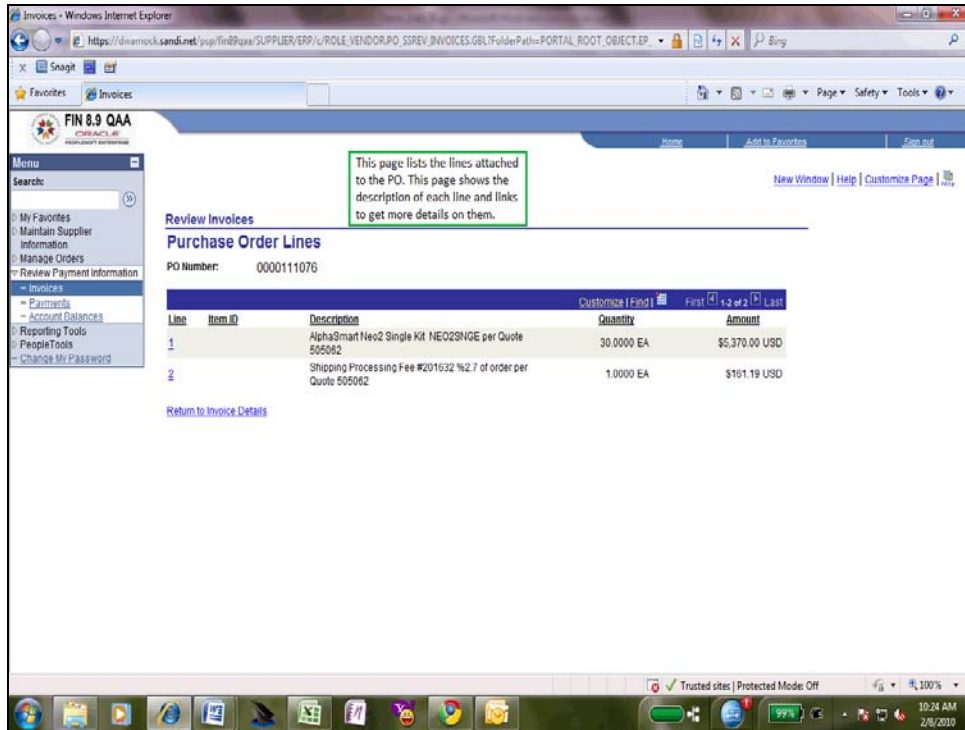 Invoices - Windows Internet Explorer
https://dwamock.sandi.net/psp/fin89qaa/SUPPLIER/ERP/c/ROLE_VENDOR.PO_SSREV_INVOICES.GBL?FolderPath=PORTAL_ROOT_OBJECT.EP_
Bing
x Snagit
Favorites Invoices Page Safety Tools
FIN 8.9 QAA
ORACLE
PEOPLESOFT ENTERPRISE
Home Add to Favorites Sign out
Menu
Search:
New Window | Help | Customize Page |
This page lists the lines attached
to the PO. This page shows the
description of each line and links
to get more details on them.
My Favorites
Maintain Supplier
Information
Manage Orders
Review Payment Information
- Invoices
- Payments
- Account Balances
Reporting Tools
PeopleTools
- Change My Password
Review Invoices
Purchase Order Lines
PO Number: 0000111076
Customize | Find | First 1-2 of 2 Last
Line Item ID Description Quantity Amount
1 AlphaSmart Neo2 Single Kit NEO2SNGE per Quote 30.0000 EA $5,370.00 USD
505062
2 Shipping Processing Fee #201632 %2.7 of order per 1.0000 EA $161.19 USD
Quote 505062
Return to Invoice Details
Trusted sites | Protected Mode: Off 100%
99% 10:24 AM
2/8/2010